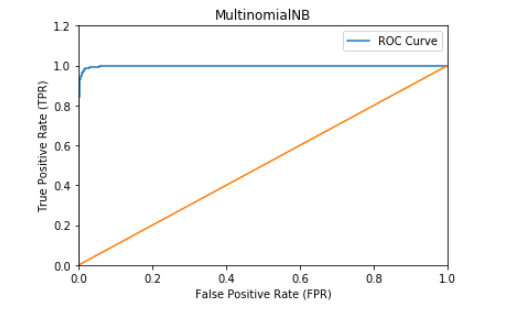 MultinomialNB
ROC Curve
1.2
1.0
0.8
0.6
0.4
0.2
0.0
True Positive Rate (TPR)
0.0 0.2 0.4 0.6 0.8 1.0
False Positive Rate (FPR)